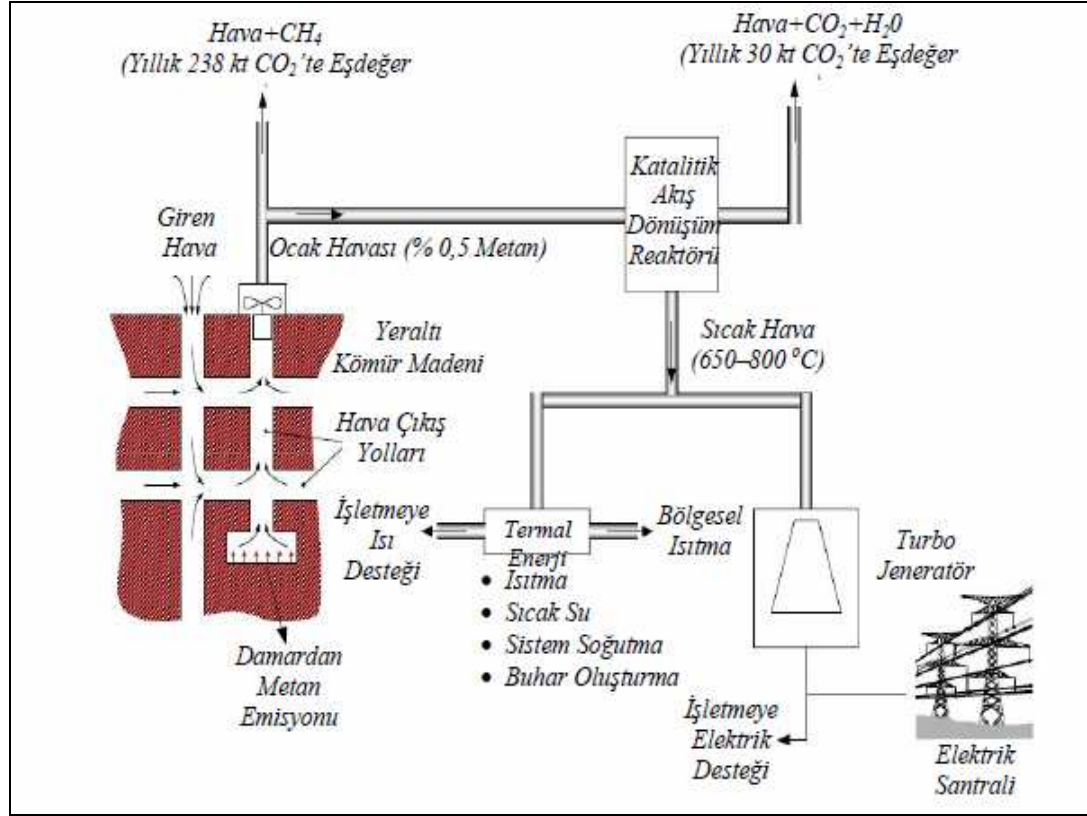 Hava+CH4
(Yıllık 238 kt CO2’te Eşdeğer
Hava+CO2+H20
(Yıllık 30 kt CO2’te Eşdeğer
Katalitik
Akış
Dönüşüm
Reaktörü
Giren
Hava
Ocak Havası (% 0,5 Metan)
Yeraltı
Kömür Madeni
Sıcak Hava
(650–800 °C)
Hava Çıkış
Yolları
İşletmeye
Isı
Desteği
Termal
Enerji
Bölgesel
Isıtma
• Isıtma
• Sıcak Su
• Sistem Soğutma
• Buhar Oluşturma
Turbo
Jeneratör
Damardan
Metan
Emisyonu
İşletmeye
Elektrik
Desteği
Elektrik
Santrali